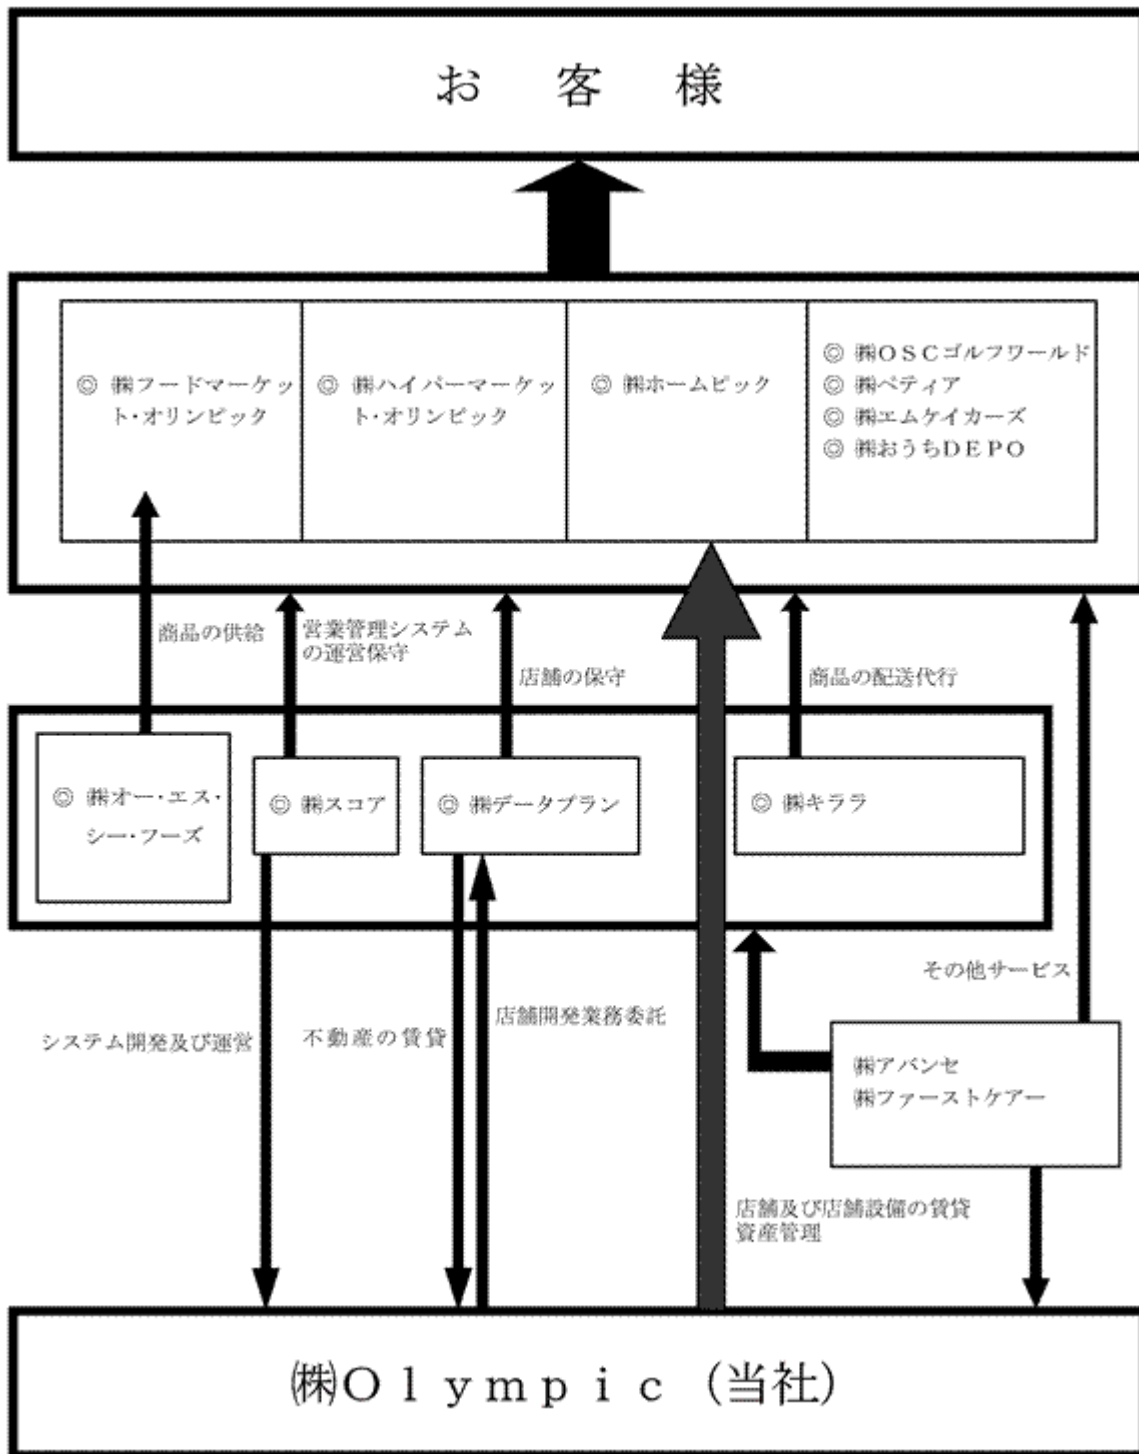 お客様
◎ ㈱フードマーケッ
ト・オリンピック
◎ ㈱ハイパーマーケッ
ト・オリンピック
◎ ㈱ホームピック
◎ ㈱OSCゴルフワールド
◎ ㈱ペティア
◎ ㈱エムケイカーズ
◎ ㈱おうちDEPO
商品の供給
営業管理システム
の運営保守
店舗の保守
商品の配送代行
◎ ㈱オー・エス・
シー・フーズ
◎ ㈱スコア
◎ ㈱データプラン
◎ ㈱キララ
その他サービス
システム開発及び運営
不動産の賃貸
店舗開発業務委託
㈱アバンセ
㈱ファーストケアー
店舗及び店舗設備の賃貸
資産管理
㈱Olympic(当社)